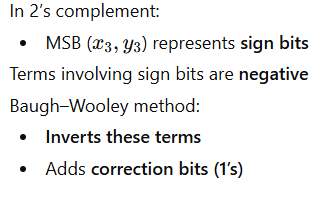 In 2’s complement:
• MSB (x₃, y₃) represents sign bits
Terms involving sign bits are negative
Baugh–Wooley method:
• Inverts these terms
• Adds correction bits (1’s)